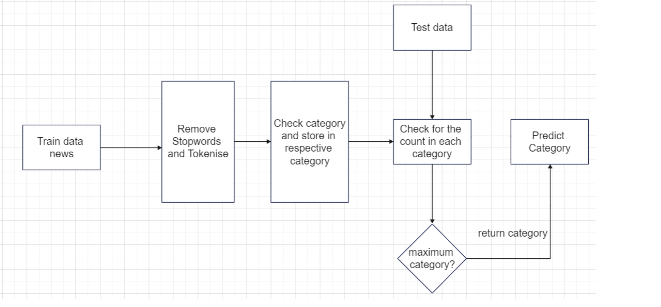 Test data
Train data
news
Remove
Stopwords
and Tokenise
Check category
and store in
respective
category
Check for the
count in each
category
Predict
Category
return category
maximum
category?